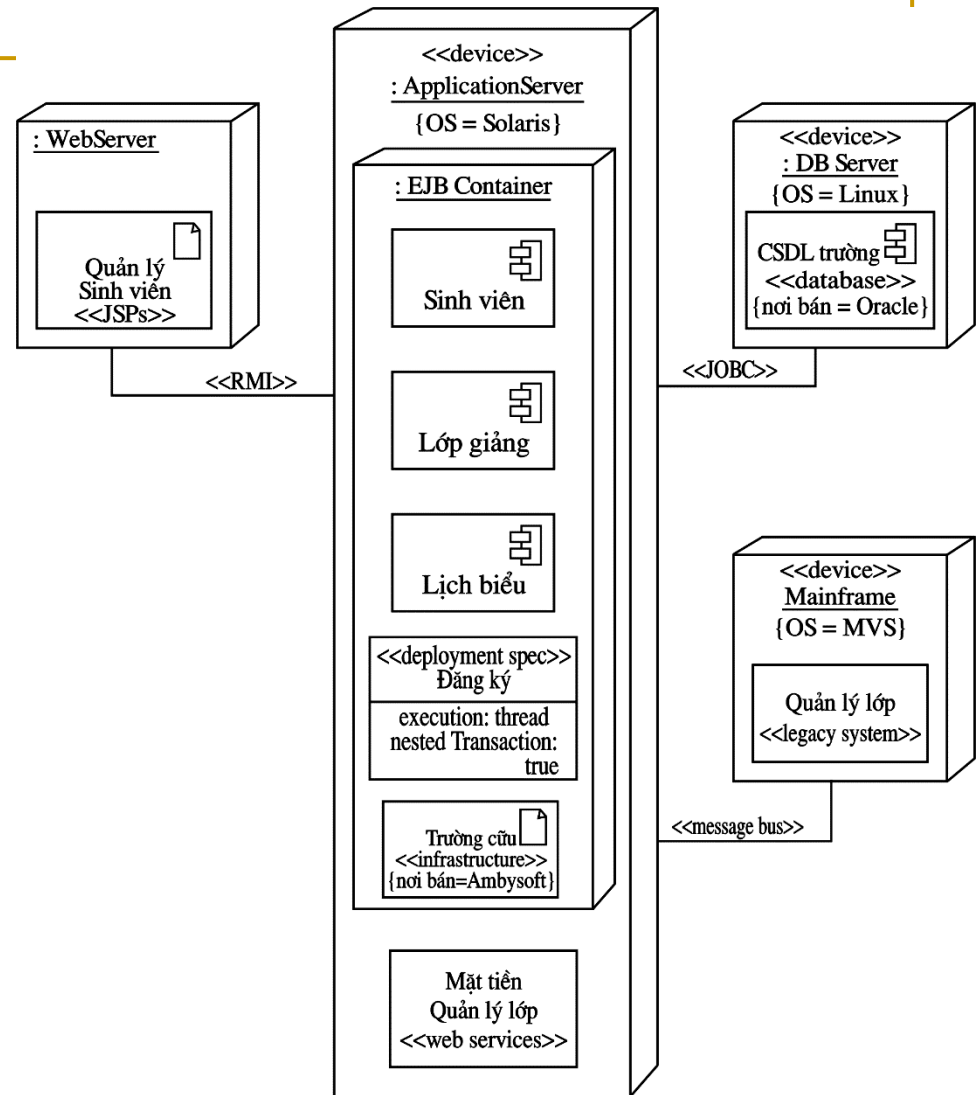 : WebServer
Quản lý
Sinh viên
<<JSPs>>
<<RMI>>
<<device>>
: ApplicationServer
{OS = Solaris}
: EJB Container
Sinh viên
Lớp giảng
Lịch biểu
<<deployment spec>>
Đăng ký
execution: thread
nested Transaction:
true
Trường cữu
<<infrastructure>>
{nơi bán=Ambysoft}
Mặt tiền
Quản lý lớp
<<web services>>
<<device>>
: DB Server
{OS = Linux}
CSDL trường
<<database>>
{nơi bán = Oracle}
<<JOBC>>
<<device>>
Mainframe
{OS = MVS}
Quản lý lớp
<<legacy system>>
<<message bus>>